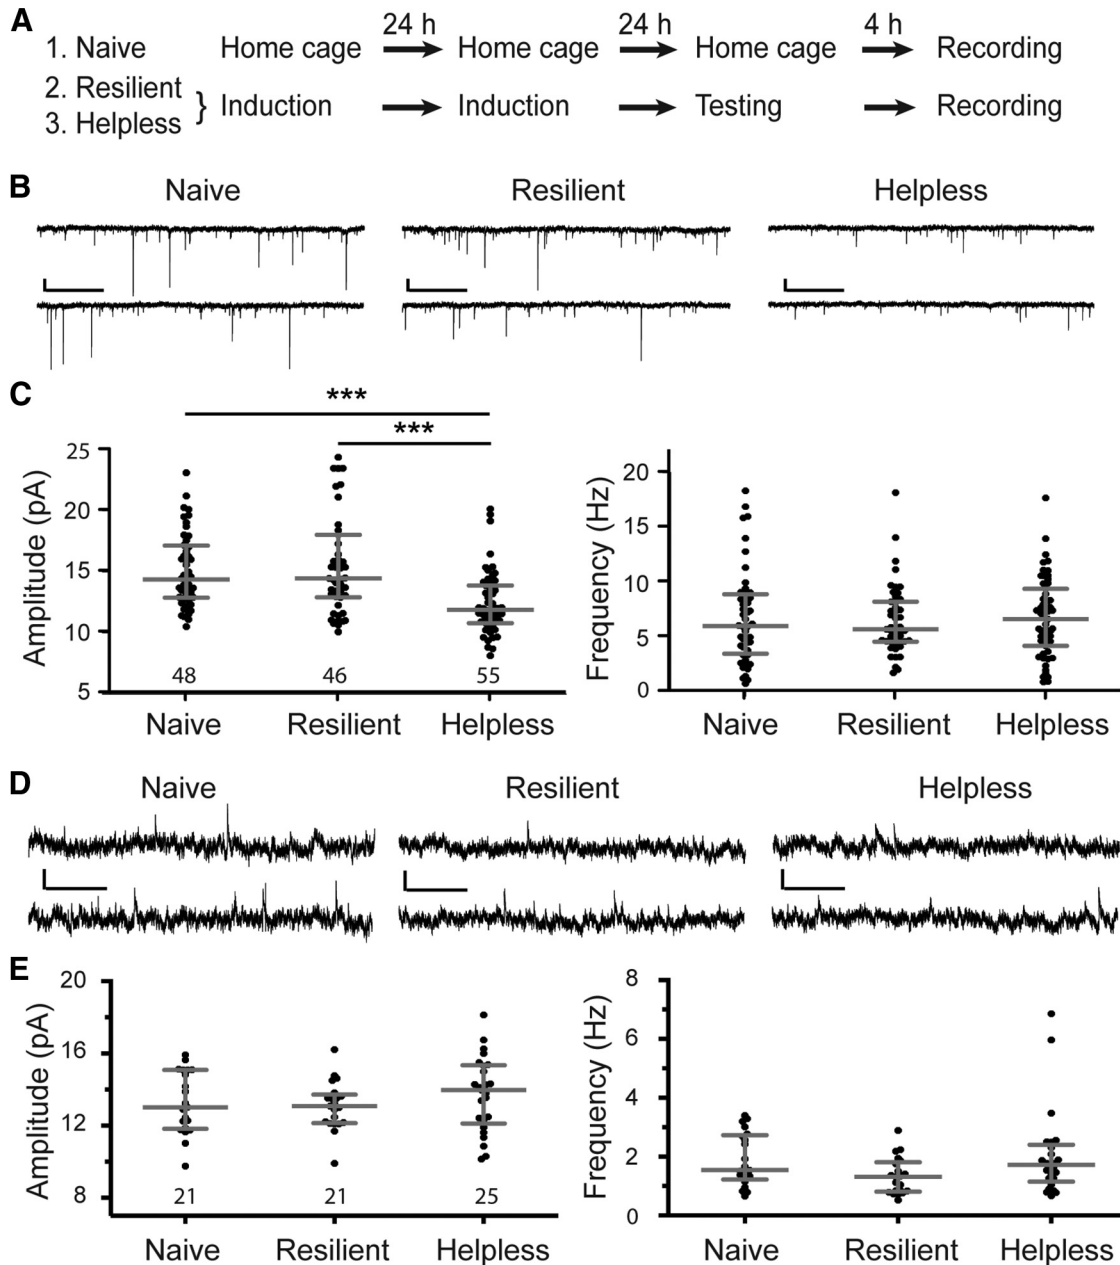 A
24 h 24 h 4 h
1. Naive Home cage Home cage Home cage Recording
2. Resilient
3. Helpless } Induction Induction Testing Recording
B
Naive Resilient Helpless
C
***
***
Amplitude (pA)
25
20
15
10
5
48 46 55
Naive Resilient Helpless
Frequency (Hz)
20
15
10
5
0
Naive Resilient Helpless
D
Naive Resilient Helpless
E
Amplitude (pA)
20
16
12
8
21 21 25
Naive Resilient Helpless
Frequency (Hz)
8
6
4
2
0
Naive Resilient Helpless